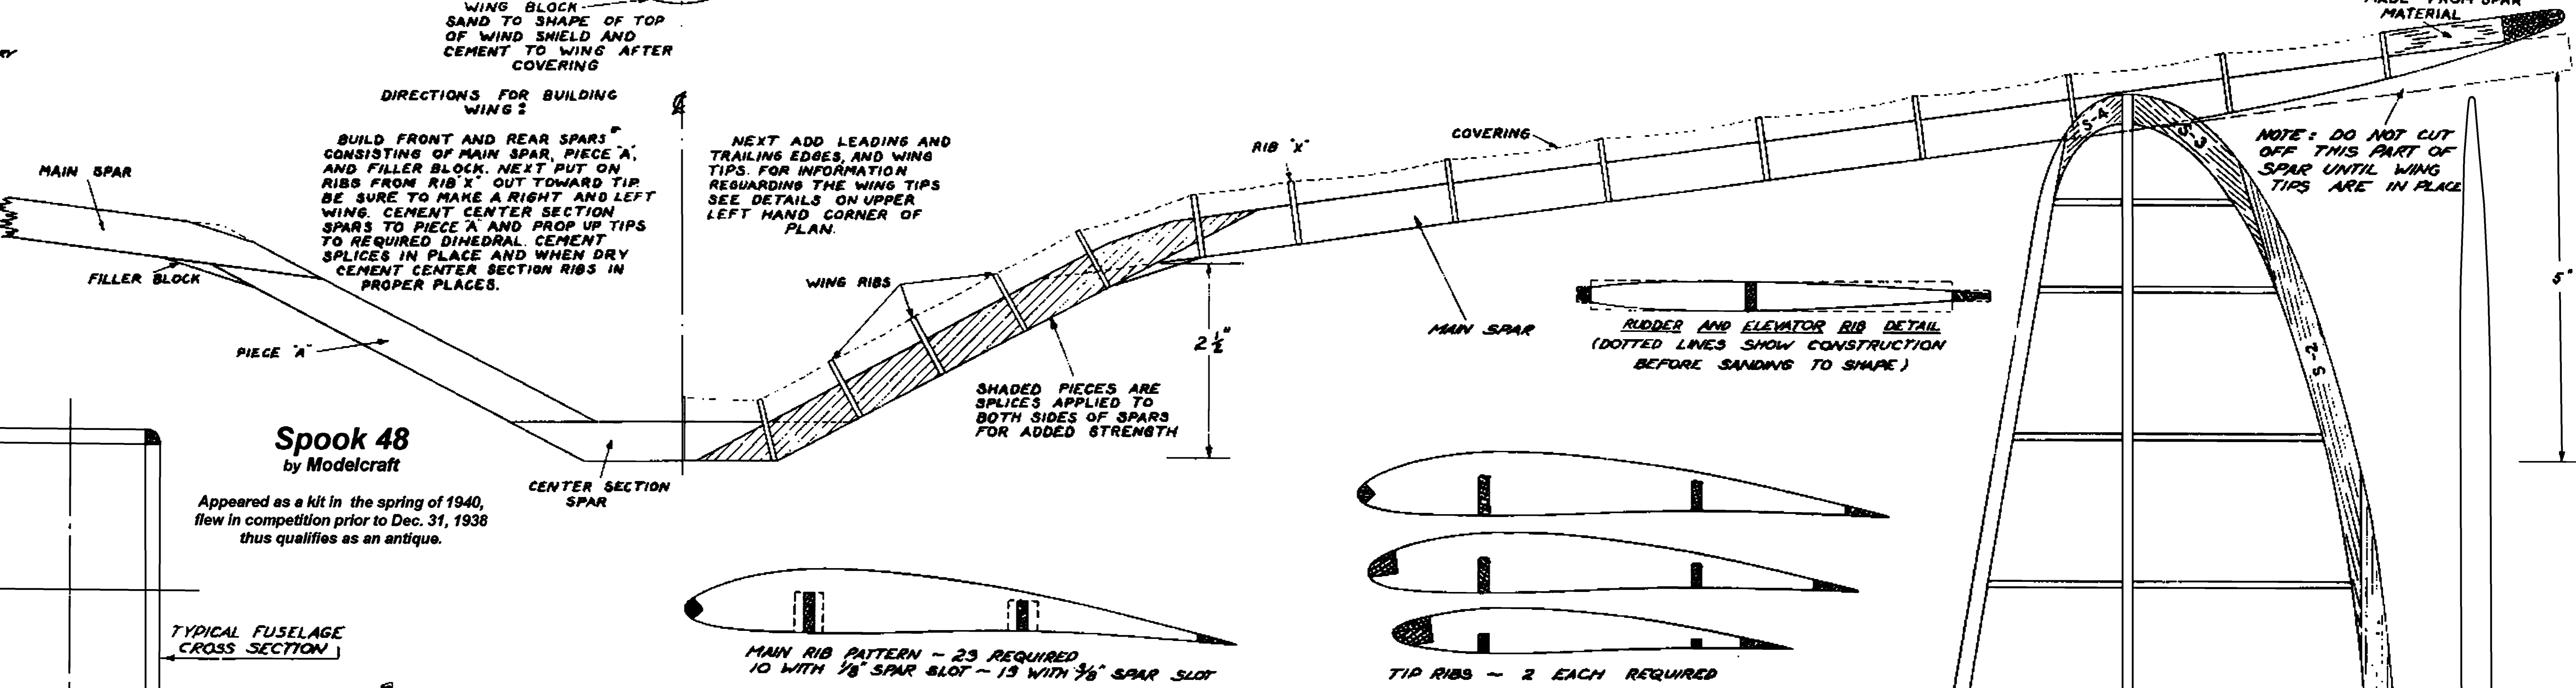 WING BLOCK
SAND TO SHAPE OF TOP
OF WIND SHIELD AND
CEMENT TO WING AFTER
COVERING
DIRECTIONS FOR BUILDING
WING:
BUILD FRONT AND REAR SPARS
CONSISTING OF MAIN SPAR, PIECE "A",
AND FILLER BLOCK. NEXT PUT ON
RIBS FROM RIB "X" OUT TOWARD TIP.
BE SURE TO MAKE A RIGHT AND LEFT
WING. CEMENT CENTER SECTION
SPARS TO PIECE "A" AND PROP UP TIPS
TO REQUIRED DIHEDRAL. CEMENT
SPLICES IN PLACE AND WHEN DRY
CEMENT CENTER SECTION RIBS IN
PROPER PLACES.
NEXT ADD LEADING AND
TRAILING EDGES, AND WING
TIPS. FOR INFORMATION
REGUARDING THE WING TIPS
SEE DETAILS ON UPPER
LEFT HAND CORNER OF
PLAN.
MAIN SPAR
FILLER BLOCK
PIECE "A"
CENTER SECTION
SPAR
WING RIBS
SHADED PIECES ARE
SPLICES APPLIED TO
BOTH SIDES OF SPARS
FOR ADDED STRENGTH
2 1/2"
RIB "X"
COVERING
MAIN SPAR
MADE FROM SPAR
MATERIAL
NOTE: DO NOT CUT
OFF THIS PART OF
SPAR UNTIL WING
TIPS ARE IN PLACE
5"
S-4
S-3
S-2
RUDDER AND ELEVATOR RIB DETAIL
(DOTTED LINES SHOW CONSTRUCTION
BEFORE SANDING TO SHAPE)
Spook 48
by Modelcraft
Appeared as a kit in the spring of 1940,
flew in competition prior to Dec. 31, 1938
thus qualifies as an antique.
TYPICAL FUSELAGE
CROSS SECTION
MAIN RIB PATTERN ~ 23 REQUIRED
10 WITH 1/8" SPAR SLOT ~ 13 WITH 3/8" SPAR SLOT
TIP RIBS ~ 2 EACH REQUIRED